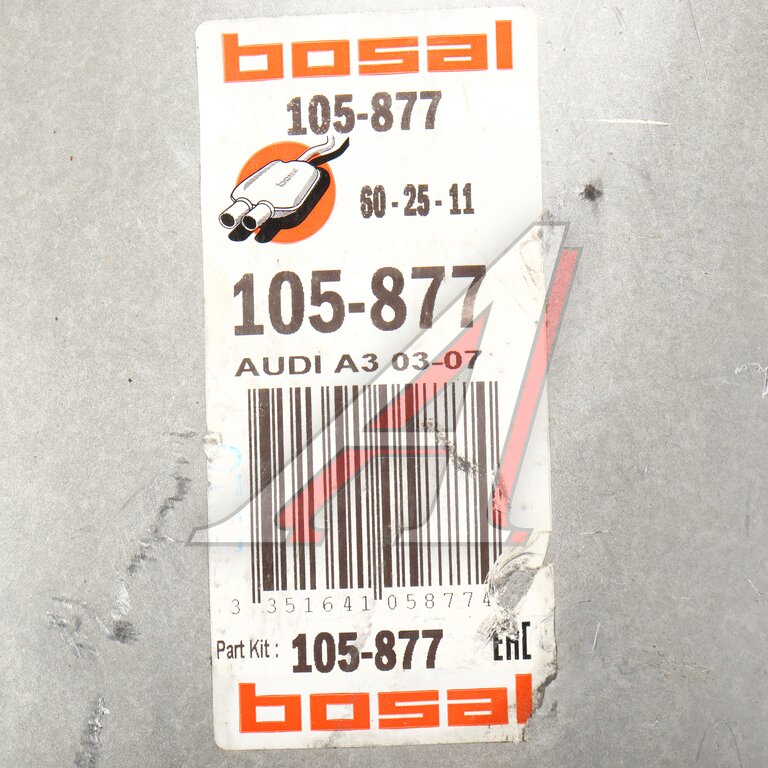 bosal
105-877
bosal
60-25-11
105-877
AUDI A3 03-07
3 351641 058774
Part Kit : 105-877
EAC
bosal